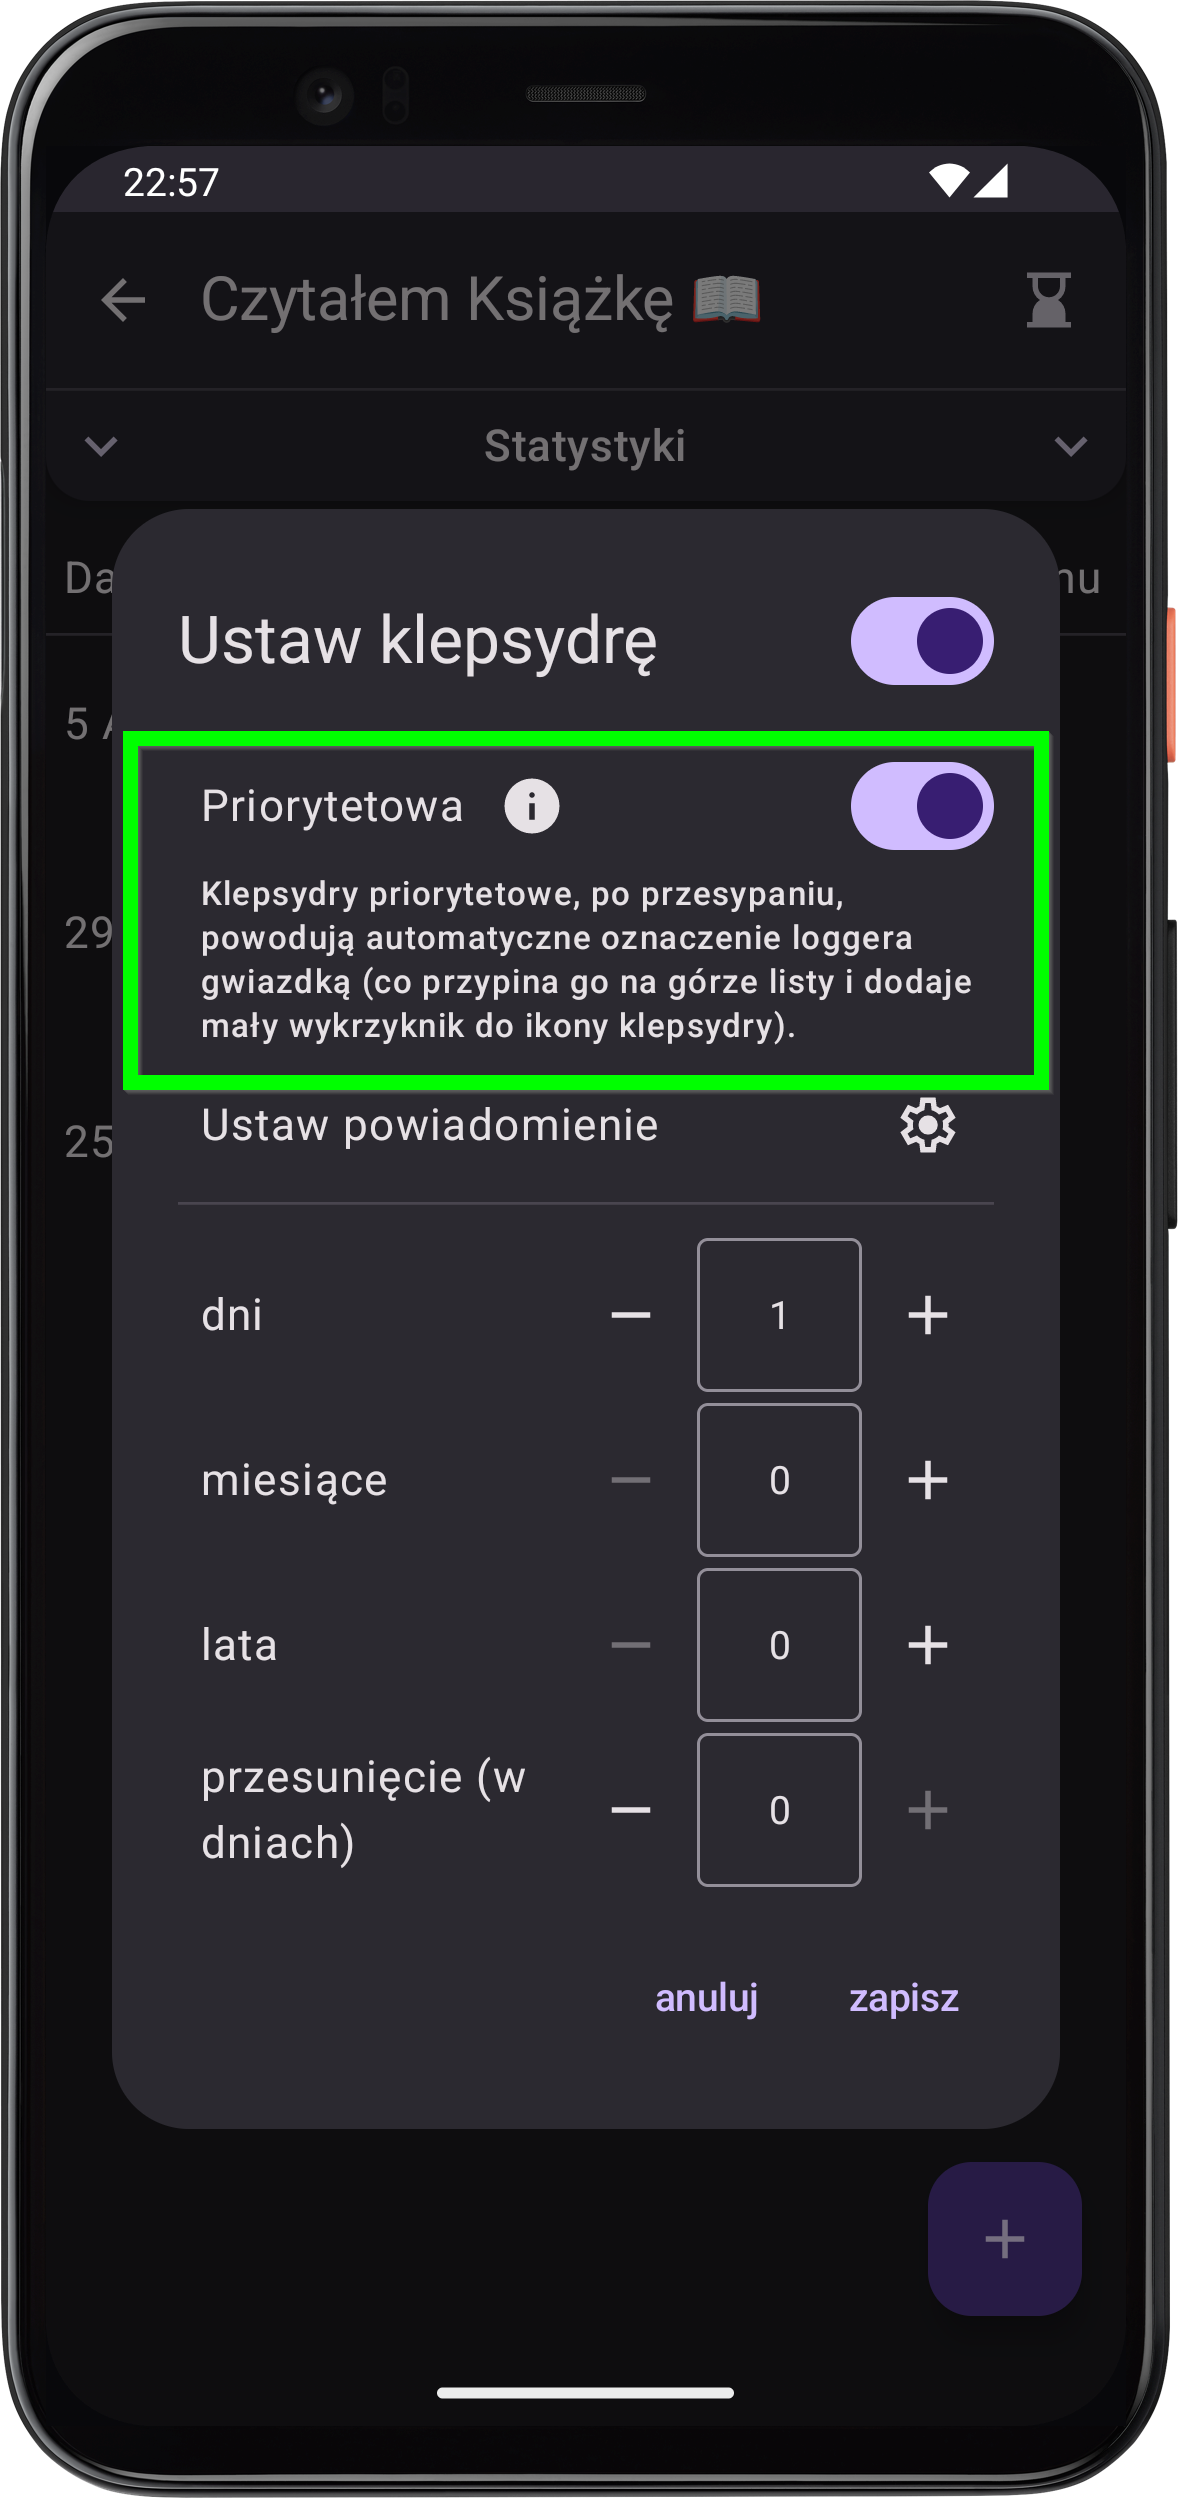 22:57
Czytałem Książkę
Statystyki
Ustaw klepsydrę
5
Priorytetowa
Klepsydry priorytetowe, po przesypaniu,
powodują automatyczne oznaczenie loggera
gwiazdką (co przypina go na górze listy i dodaje
mały wykrzyknik do ikony klepsydry).
29
Ustaw powiadomienie
25
dni
1
miesiące
0
lata
0
przesunięcie (w
dniach)
0
anuluj zapisz